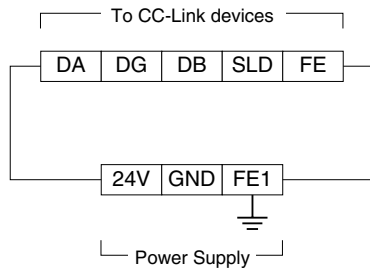 To CC-Link devices
DA DG DB SLD FE
24V GND FE1
Power Supply